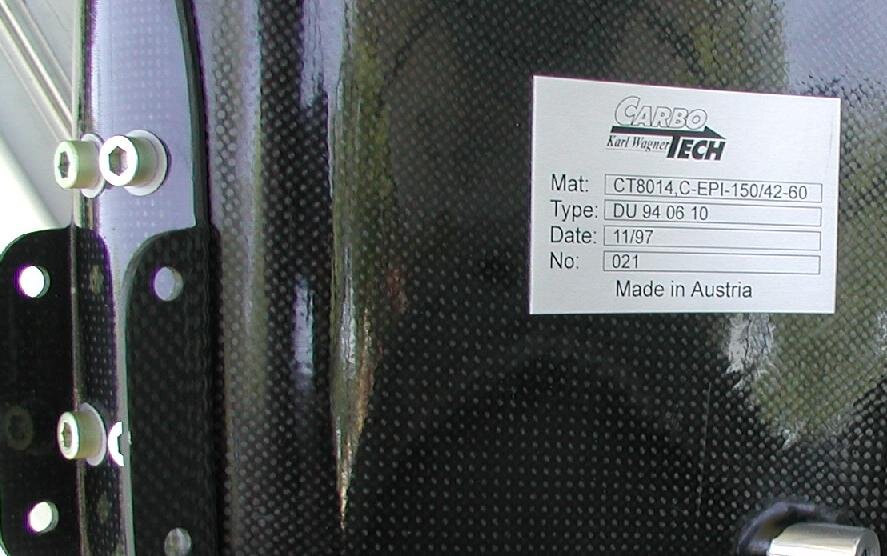 CARBO
Karl Wagner TECH
Mat: CT8014,C-EPI-150/42-60
Type: DU 94 06 10
Date: 11/97
No: 021
Made in Austria